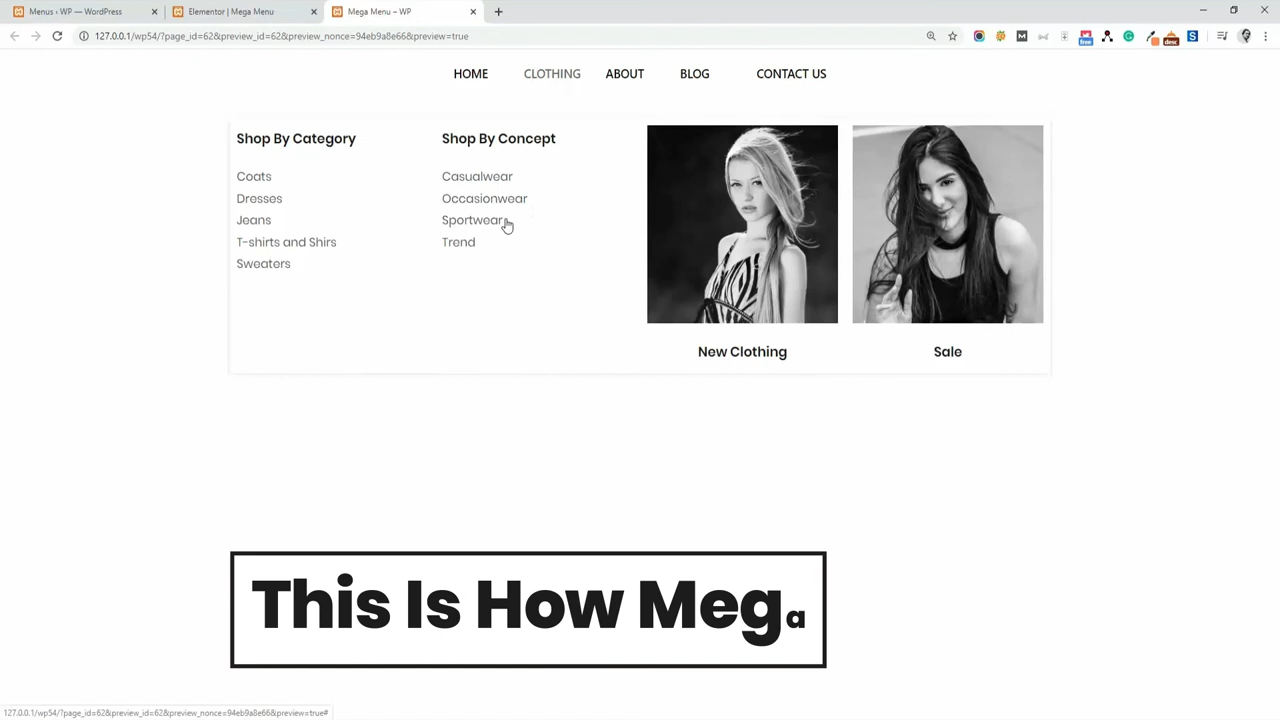 Menus ‹ WP — WordPress
Elementor | Mega Menu
Mega Menu – WP
127.0.0.1/wp54/?page_id=62&preview_id=62&preview_nonce=94eb9a8e66&preview=true
free
desc
HOME CLOTHING ABOUT BLOG CONTACT US
Shop By Category
Coats
Dresses
Jeans
T-shirts and Shirs
Sweaters
Shop By Concept
Casualwear
Occasionwear
Sportwear
Trend
New Clothing
Sale
This Is How Mega
127.0.0.1/wp54/?page_id=62&preview_id=62&preview_nonce=94eb9a8e66&preview=true#